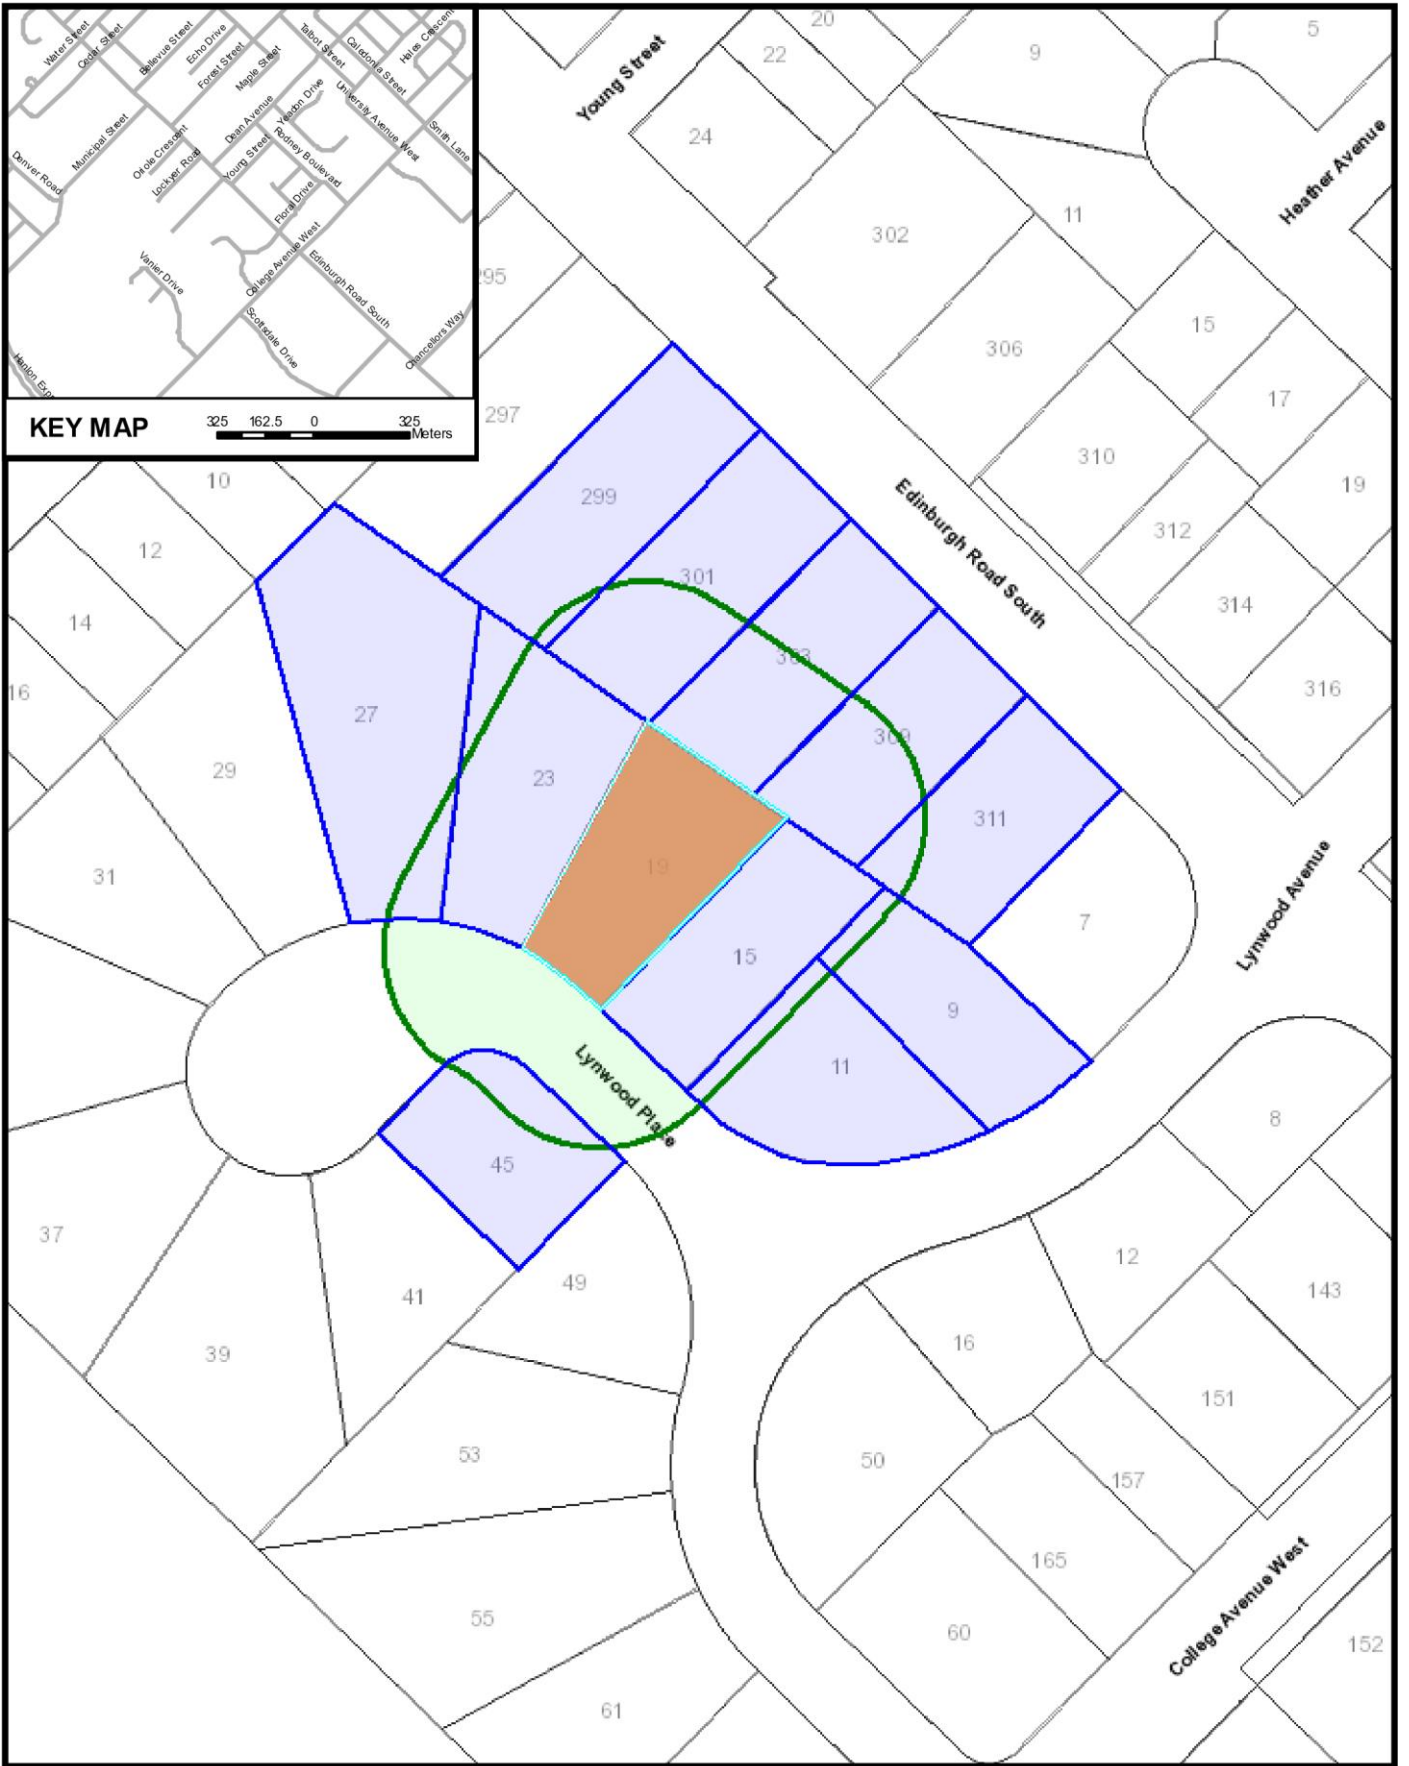 Water Street
Cedar Street
Bellevue Street
Echo Drive
Forest Street
Maple Street
Talbot Street
Caledonia Street
Hales Crescent
University Avenue West
Smith Lane
Yeadon Drive
Dean Avenue
Rodney Boulevard
Young Street
Municipal Street
Oriole Crescent
Lockyer Road
Denver Road
Floral Drive
College Avenue West
Edinburgh Road South
Vanier Drive
Scottsdale Drive
Chancellors Way
Hanlon
KEY MAP
325 162.5 0 325
Meters
Young Street
20
22
24
9
5
Heather Avenue
302
11
295
306
15
297
17
310
19
299
10
312
12
Edinburgh Road South
301
314
14
303
316
16
27
309
29
23
311
19
31
Lynwood Avenue
7
15
9
11
Lynwood Place
8
45
37
12
49
143
41
16
39
151
53
50
157
165
College Avenue West
55
60
152
61